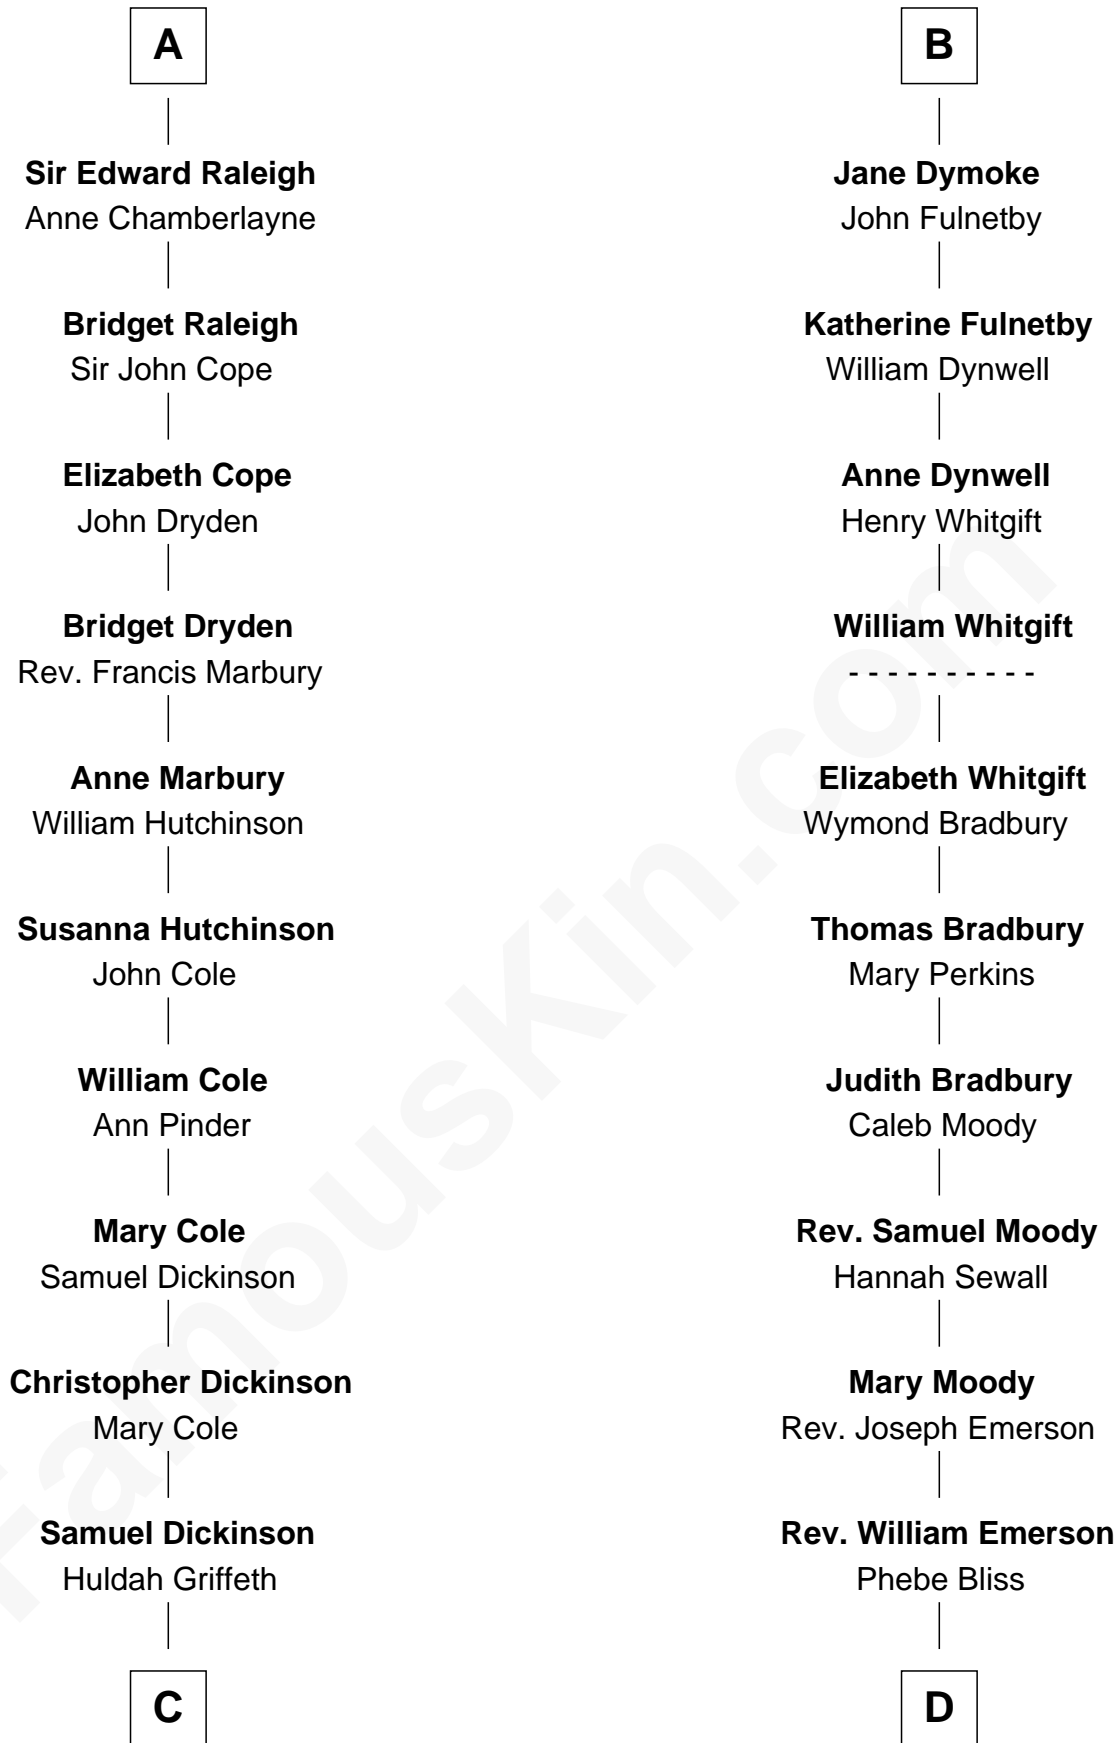 A
Sir Edward Raleigh
Anne Chamberlayne
Bridget Raleigh
Sir John Cope
Elizabeth Cope
John Dryden
Bridget Dryden
Rev. Francis Marbury
Anne Marbury
William Hutchinson
Susanna Hutchinson
John Cole
William Cole
Ann Pinder
Mary Cole
Samuel Dickinson
Christopher Dickinson
Mary Cole
Samuel Dickinson
Huldah Griffeth
C
B
Jane Dymoke
John Fulnetby
Katherine Fulnetby
William Dynwell
Anne Dynwell
Henry Whitgift
William Whitgift
- - - - - - - - - -
Elizabeth Whitgift
Wymond Bradbury
Thomas Bradbury
Mary Perkins
Judith Bradbury
Caleb Moody
Rev. Samuel Moody
Hannah Sewall
Mary Moody
Rev. Joseph Emerson
Rev. William Emerson
Phebe Bliss
D
FamousKin.com